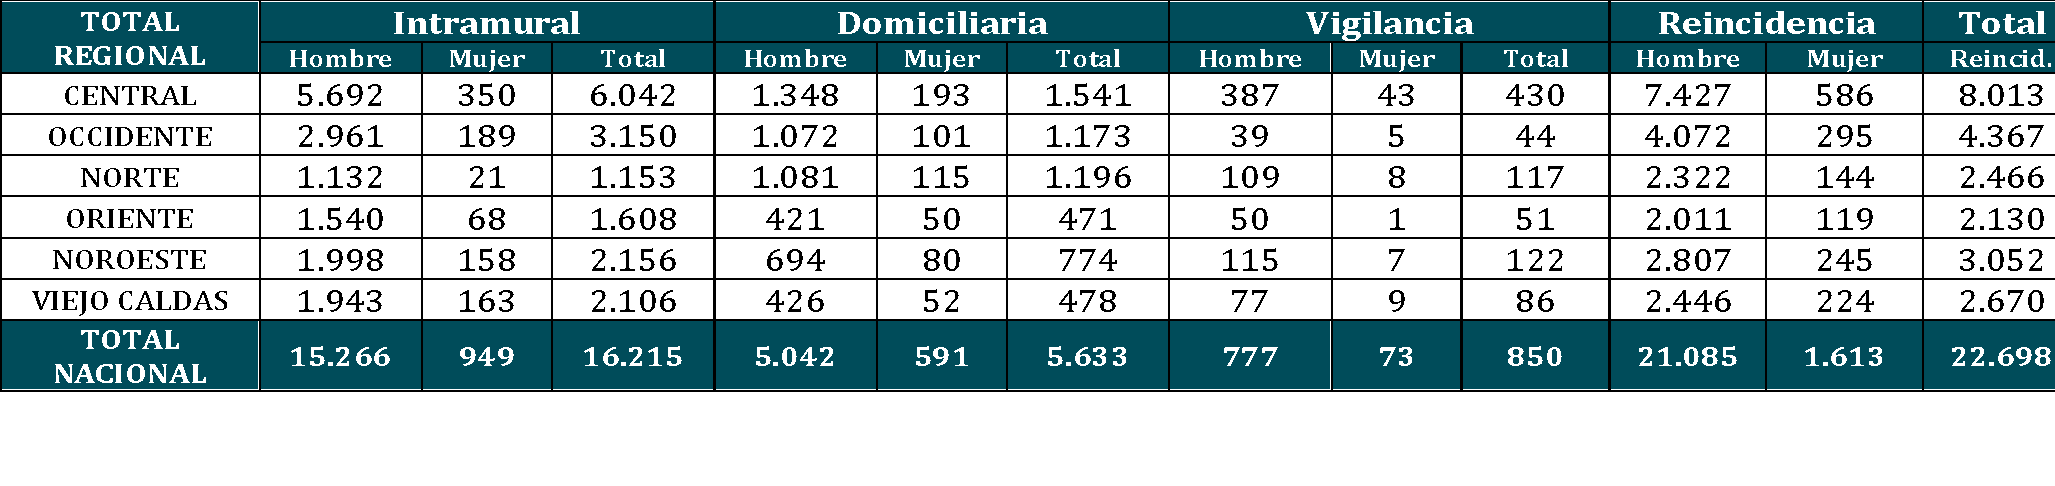 TOTAL REGIONAL Intramural Domiciliaria Vigilancia Reincidencia Total
Hombre Mujer Total Hombre Mujer Total Hombre Mujer Total Hombre Mujer Reincid.
CENTRAL 5.692 350 6.042 1.348 193 1.541 387 43 430 7.427 586 8.013
OCCIDENTE 2.961 189 3.150 1.072 101 1.173 39 5 44 4.072 295 4.367
NORTE 1.132 21 1.153 1.081 115 1.196 109 8 117 2.322 144 2.466
ORIENTE 1.540 68 1.608 421 50 471 50 1 51 2.011 119 2.130
NOROESTE 1.998 158 2.156 694 80 774 115 7 122 2.807 245 3.052
VIEJO CALDAS 1.943 163 2.106 426 52 478 77 9 86 2.446 224 2.670
TOTAL NACIONAL 15.266 949 16.215 5.042 591 5.633 777 73 850 21.085 1.613 22.698